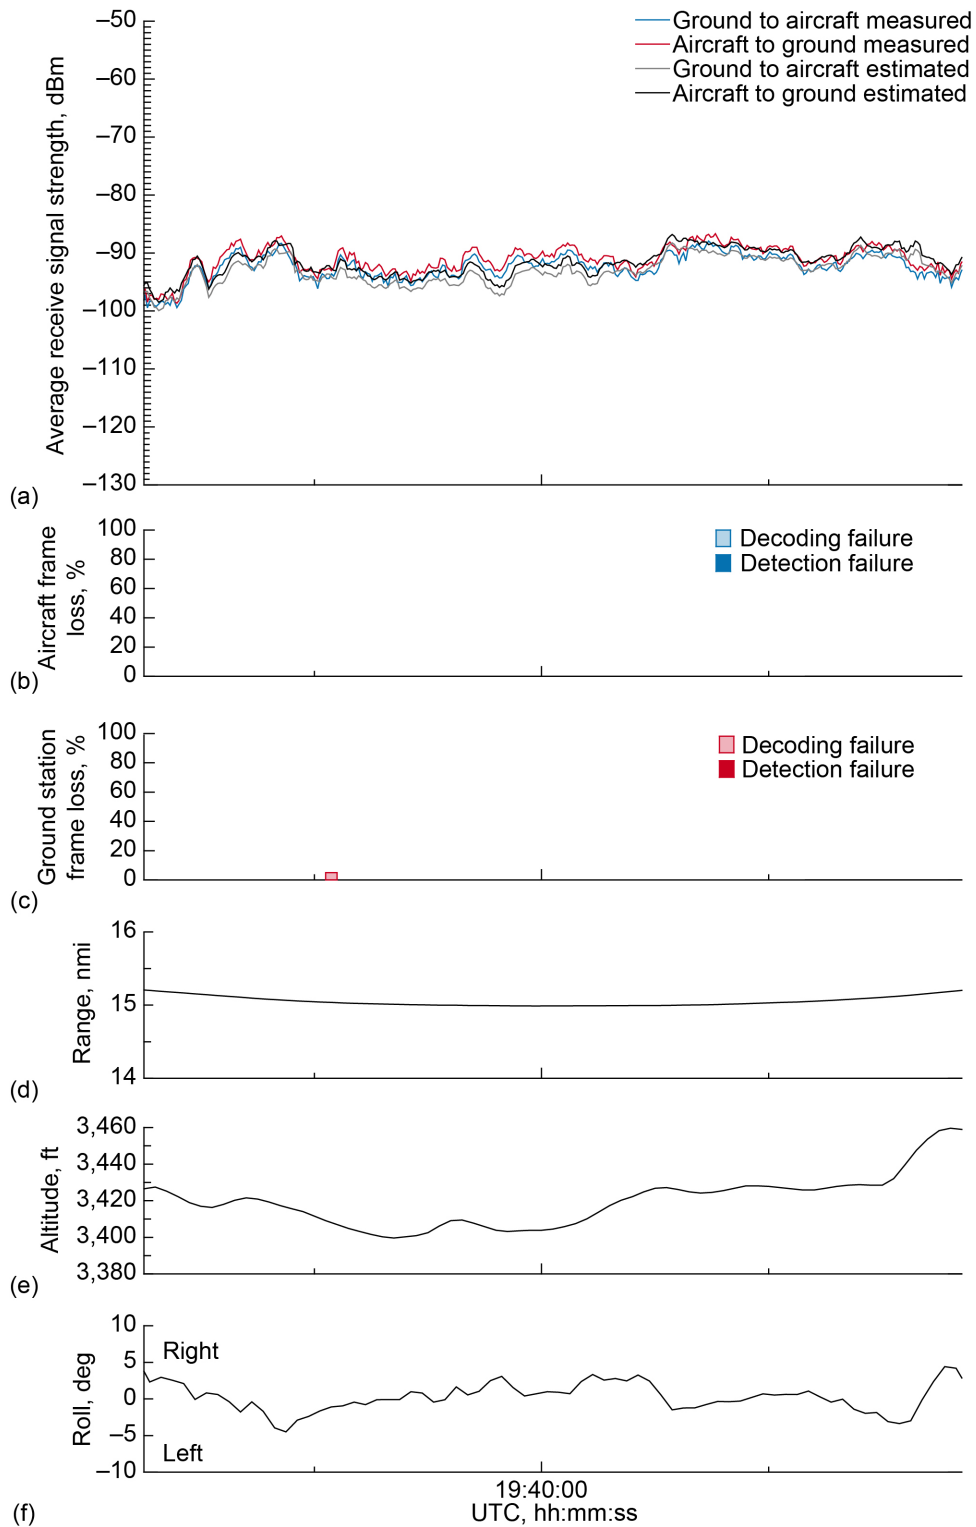 –50
–60
–70
–80
–90
–100
–110
–120
–130
Average receive signal strength, dBm
Ground to aircraft measured
Aircraft to ground measured
Ground to aircraft estimated
Aircraft to ground estimated
(a)
100
80
60
40
20
0
Aircraft frame
loss, %
Decoding failure
Detection failure
(b)
100
80
60
40
20
0
Ground station
frame loss, %
Decoding failure
Detection failure
(c)
16
15
14
Range, nmi
(d)
3,460
3,440
3,420
3,400
3,380
Altitude, ft
(e)
10
5
0
–5
–10
Roll, deg
Right
Left
19:40:00
UTC, hh:mm:ss
(f)